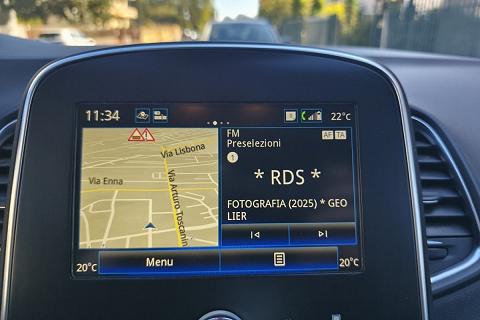 11:34
22°C
FM
AF TA
Preselezioni
1
* RDS *
FOTOGRAFIA (2025) * GEO
LIER
Via Lisbona
Via Enna
Via Arturo Toscanin
20°C
Menu
20°C